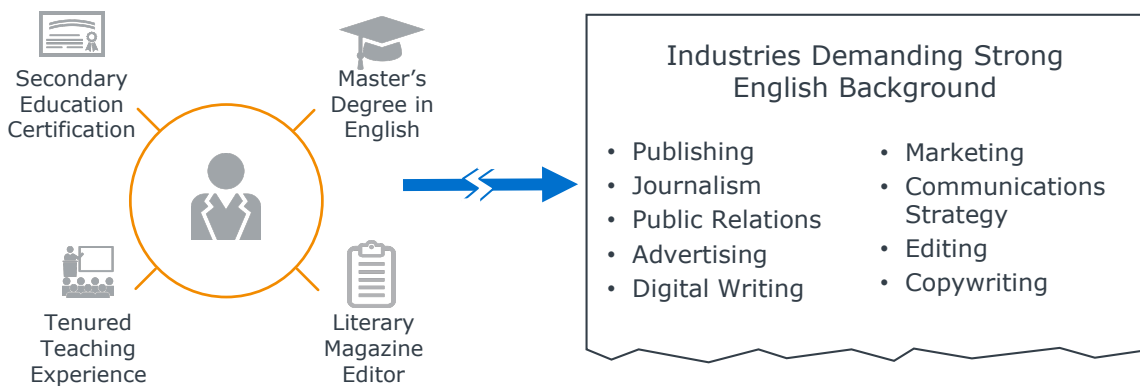 Secondary
Education
Certification
Master's
Degree in
English
Tenured
Teaching
Experience
Literary
Magazine
Editor
Industries Demanding Strong
English Background
• Publishing
• Journalism
• Public Relations
• Advertising
• Digital Writing
• Marketing
• Communications
Strategy
• Editing
• Copywriting